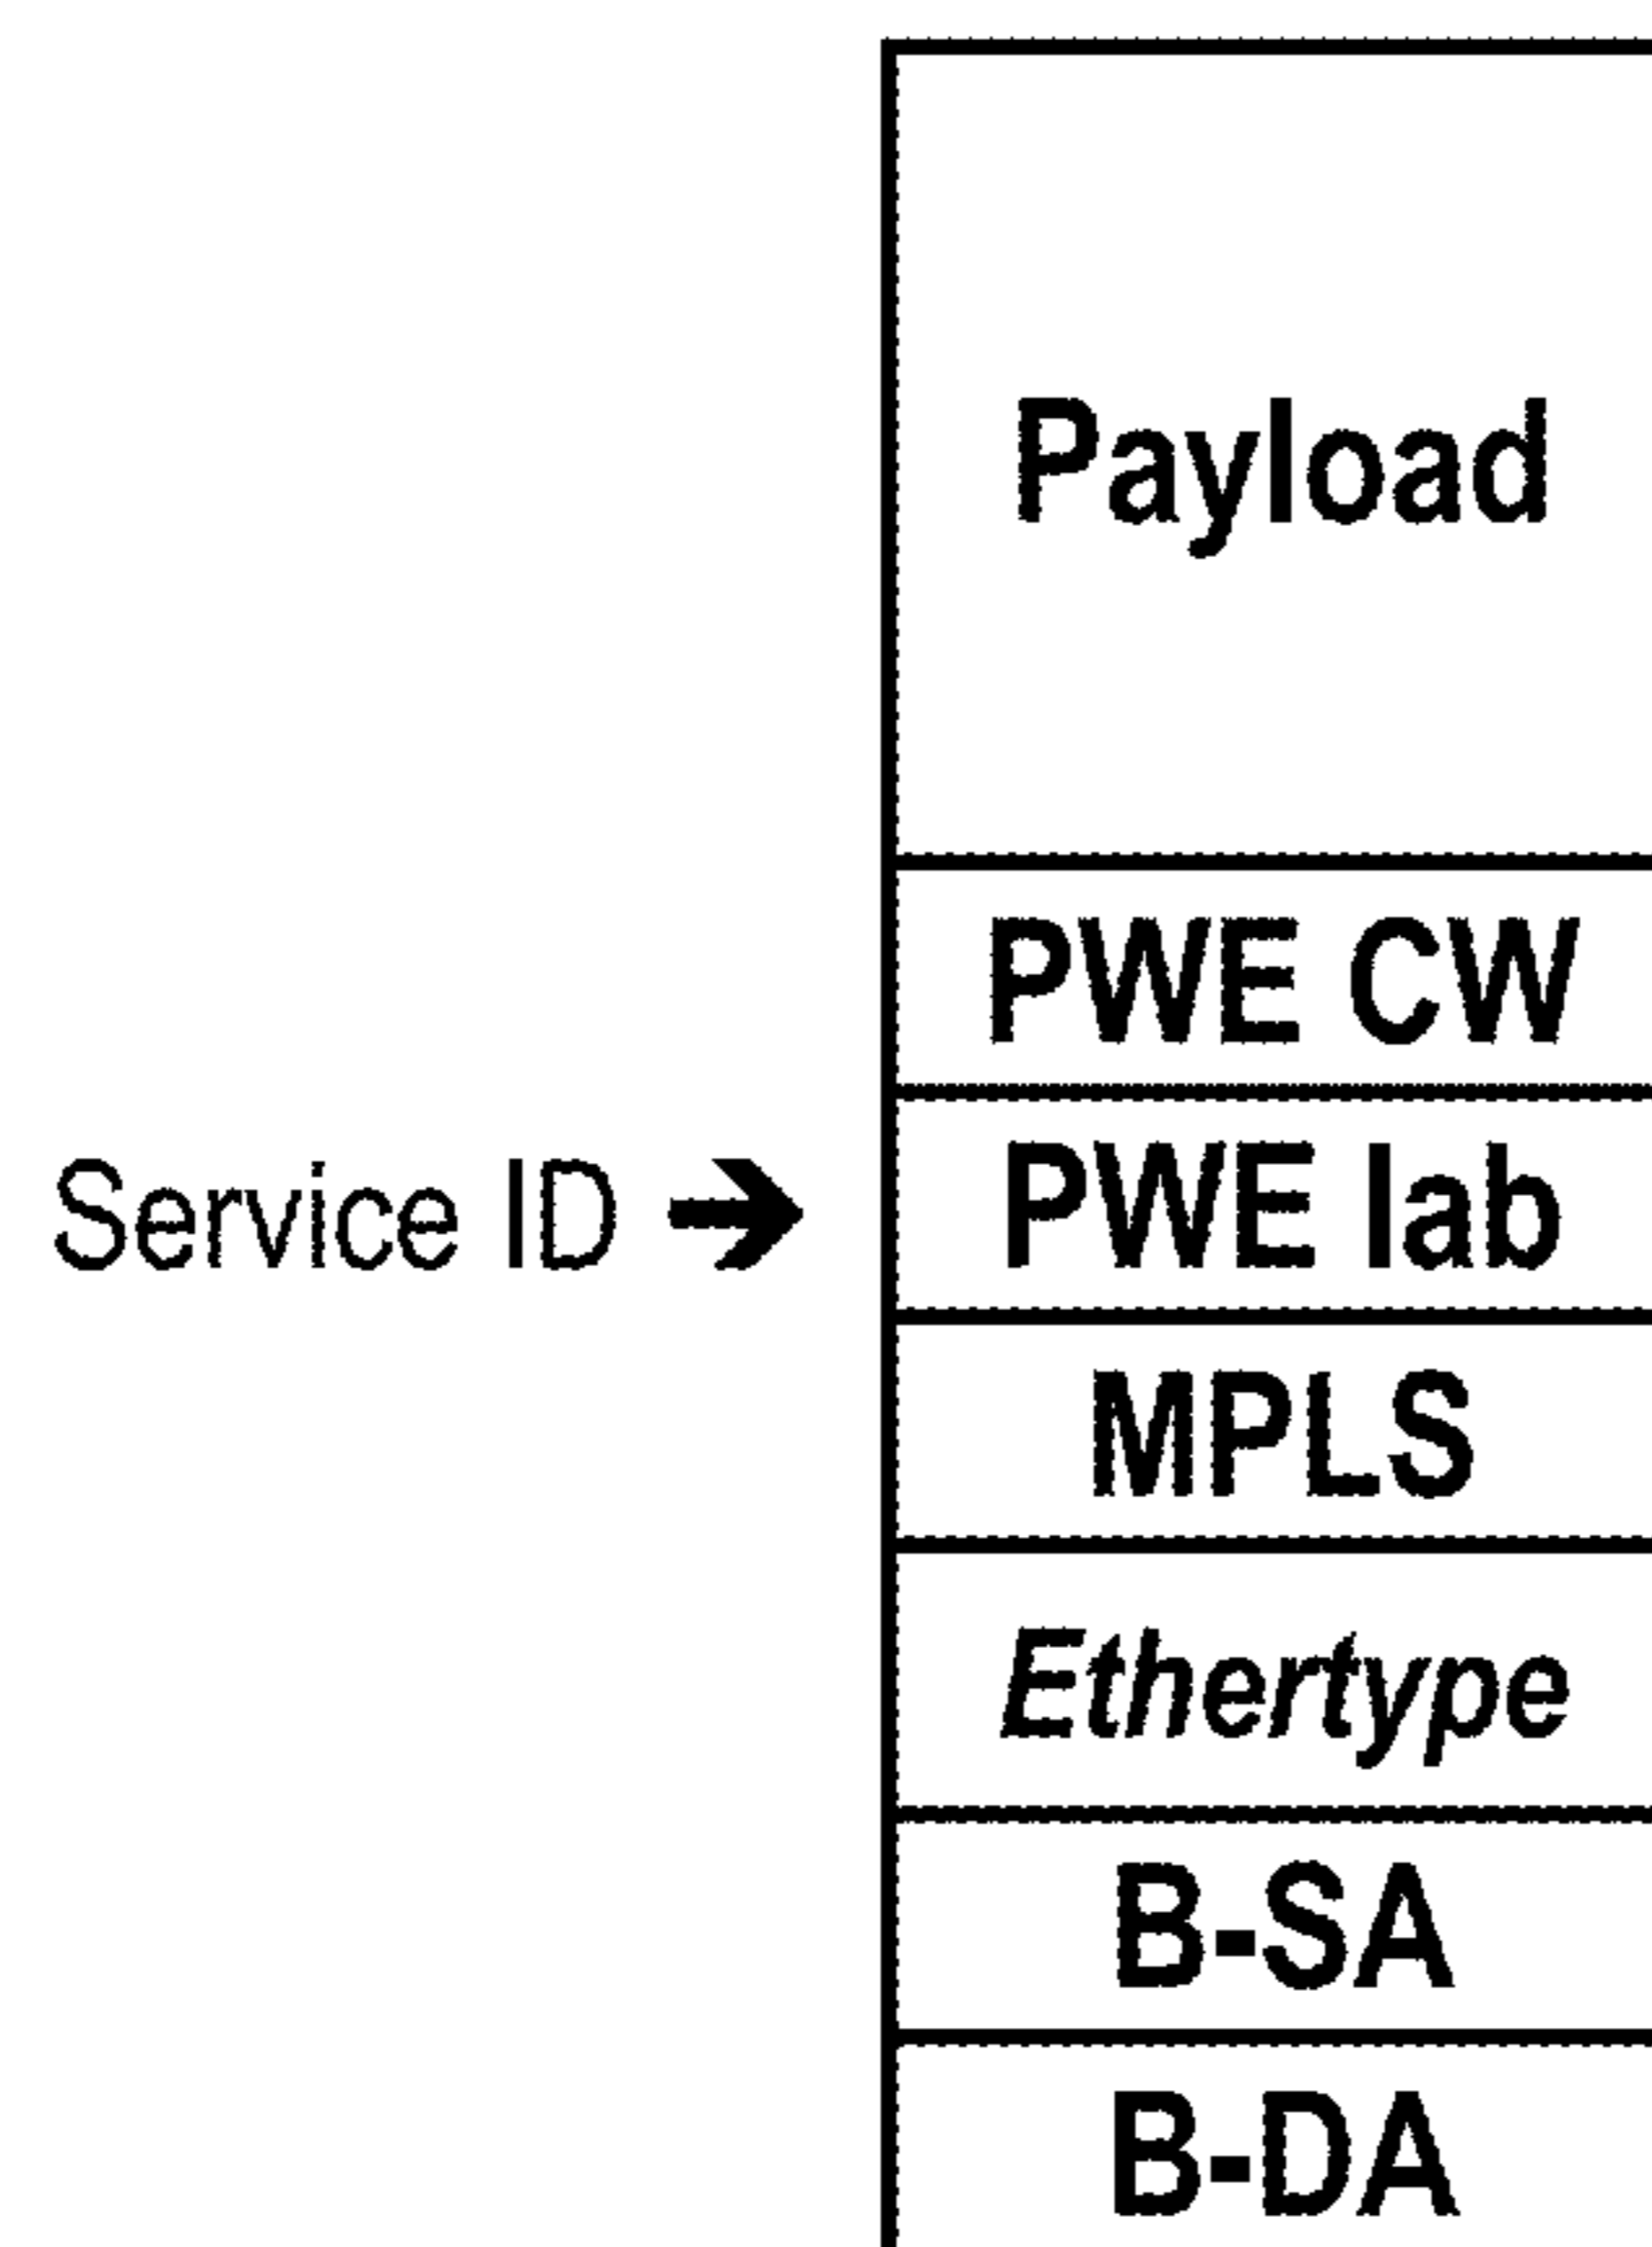 Payload
PWE CW
Service ID → PWE lab
MPLS
Ethertype
B-SA
B-DA